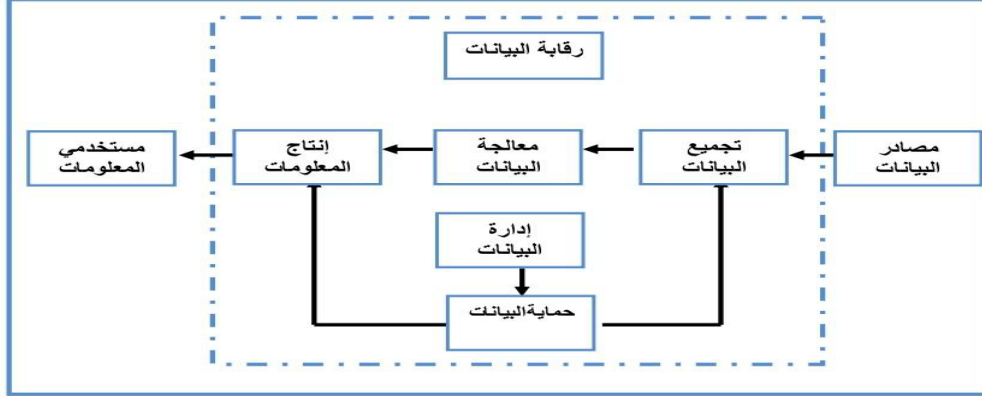 رقابة البيانات
مصادر
البيانات
تجميع
البيانات
معالجة
البيانات
إنتاج
المعلومات
مستخدمي
المعلومات
إدارة
البيانات
حماية البيانات